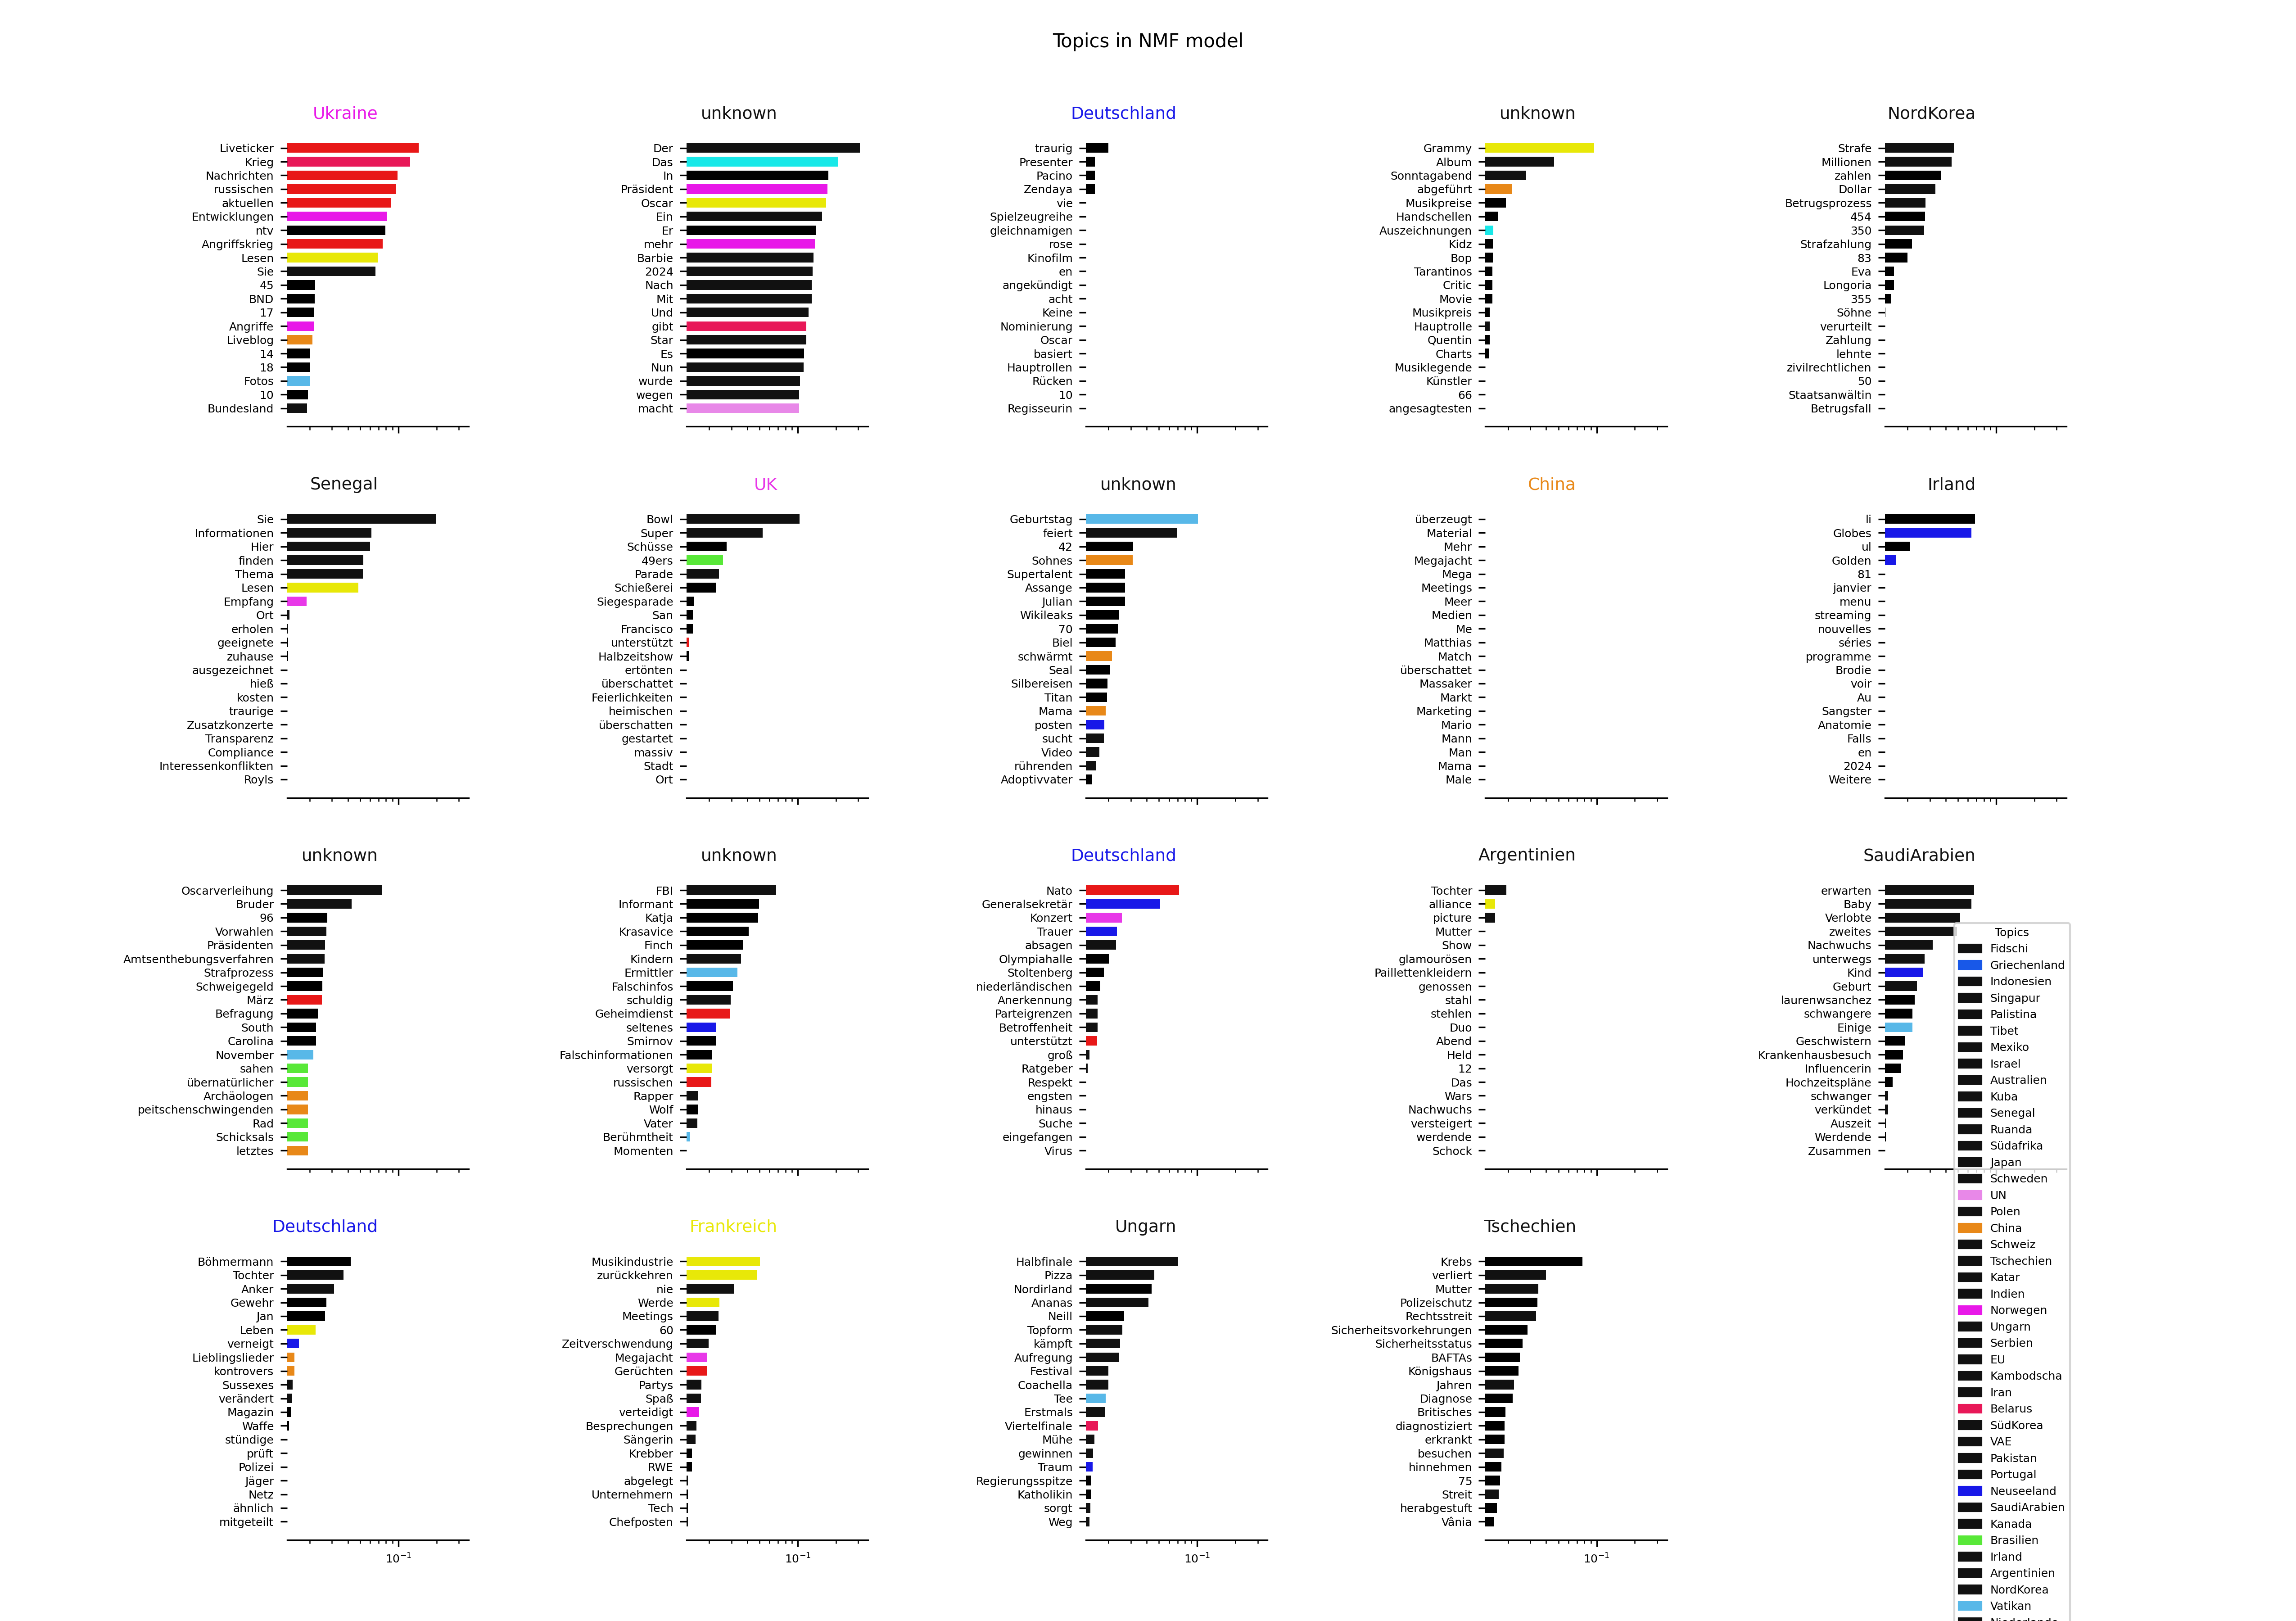 Topics in NMF model
Ukraine
Liveticker
Krieg
Nachrichten
russischen
aktuellen
Entwicklungen
ntv
Angriffskrieg
Lesen
Sie
45
BND
17
Angriffe
Liveblog
14
18
Fotos
10
Bundesland
unknown
Der
Das
In
Präsident
Oscar
Ein
Er
mehr
Barbie
2024
Nach
Mit
Und
gibt
Star
Es
Nun
wurde
wegen
macht
Deutschland
traurig
Presenter
Pacino
Zendaya
vie
Spielzeugreihe
gleichnamigen
rose
Kinofilm
en
angekündigt
acht
Keine
Nominierung
Oscar
basiert
Hauptrollen
Rücken
10
Regisseurin
unknown
Grammy
Album
Sonntagabend
abgeführt
Musikpreise
Handschellen
Auszeichnungen
Kidz
Bop
Tarantinos
Critic
Movie
Musikpreis
Hauptrolle
Quentin
Charts
Musiklegende
Künstler
66
angesagtesten
NordKorea
Strafe
Millionen
zahlen
Dollar
Betrugsprozess
454
350
Strafzahlung
83
Eva
Longoria
355
Söhne
verurteilt
Zahlung
lehnte
zivilrechtlichen
50
Staatsanwältin
Betrugsfall
Senegal
Sie
Informationen
Hier
finden
Thema
Lesen
Empfang
Ort
erholen
geeignete
zuhause
ausgezeichnet
hieß
kosten
traurige
Zusatzkonzerte
Transparenz
Compliance
Interessenkonflikten
Royls
UK
Bowl
Super
Schüsse
49ers
Parade
Schießerei
Siegesparade
San
Francisco
unterstützt
Halbzeitshow
ertönten
überschattet
Feierlichkeiten
heimischen
überschatten
gestartet
massiv
Stadt
Ort
unknown
Geburtstag
feiert
42
Sohnes
Supertalent
Assange
Julian
Wikileaks
70
Biel
schwärmt
Seal
Silbereisen
Titan
Mama
posten
sucht
Video
rührenden
Adoptivvater
China
überzeugt
Material
Mehr
Megajacht
Mega
Meetings
Meer
Medien
Me
Matthias
Match
überschattet
Massaker
Markt
Marketing
Mario
Mann
Man
Mama
Male
Irland
li
Globes
ul
Golden
81
janvier
menu
streaming
nouvelles
séries
programme
Brodie
voir
Au
Sangster
Anatomie
Falls
en
2024
Weitere
unknown
Oscarverleihung
Bruder
96
Vorwahlen
Präsidenten
Amtsenthebungsverfahren
Strafprozess
Schweigegeld
März
Befragung
South
Carolina
November
sahen
übernatürlicher
Archäologen
peitschenschwingenden
Rad
Schicksals
letztes
unknown
FBI
Informant
Katja
Krasavice
Finch
Kindern
Ermittler
Falschinfos
schuldig
Geheimdienst
seltenes
Smirnov
Falschinformationen
versorgt
russischen
Rapper
Wolf
Vater
Berühmtheit
Momenten
Deutschland
Nato
Generalsekretär
Konzert
Trauer
absagen
Olympiahalle
Stoltenberg
niederländischen
Anerkennung
Parteigrenzen
Betroffenheit
unterstützt
groß
Ratgeber
Respekt
engsten
hinaus
Suche
eingefangen
Virus
Argentinien
Tochter
alliance
picture
Mutter
Show
glamourösen
Paillettenkleidern
genossen
stahl
stehlen
Duo
Abend
Held
12
Das
Wars
Nachwuchs
versteigert
werdende
Schock
SaudiArabien
erwarten
Baby
Verlobte
zweites
Nachwuchs
unterwegs
Kind
Geburt
laurenwsanchez
schwangere
Einige
Geschwistern
Krankenhausbesuch
Influencerin
Hochzeitspläne
schwanger
verkündet
Auszeit
Werdende
Zusammen
Deutschland
Böhmermann
Tochter
Anker
Gewehr
Jan
Leben
verneigt
Lieblingslieder
kontrovers
Sussexes
verändert
Magazin
Waffe
stündige
prüft
Polizei
Jäger
Netz
ähnlich
mitgeteilt
10⁻¹
Frankreich
Musikindustrie
zurückkehren
nie
Werde
Meetings
60
Zeitverschwendung
Megajacht
Gerüchten
Partys
Spaß
verteidigt
Besprechungen
Sängerin
Krebber
RWE
abgelegt
Unternehmern
Tech
Chefposten
10⁻¹
Ungarn
Halbfinale
Pizza
Nordirland
Ananas
Neill
Topform
kämpft
Aufregung
Festival
Coachella
Tee
Erstmals
Viertelfinale
Mühe
gewinnen
Traum
Regierungsspitze
Katholikin
sorgt
Weg
10⁻¹
Tschechien
Krebs
verliert
Mutter
Polizeischutz
Rechtsstreit
Sicherheitsvorkehrungen
Sicherheitsstatus
BAFTAs
Königshaus
Jahren
Diagnose
Britisches
diagnostiziert
erkrankt
besuchen
hinnehmen
75
Streit
herabgestuft
Vânia
10⁻¹
Topics
Fidschi
Griechenland
Indonesien
Singapur
Palistina
Tibet
Mexiko
Israel
Australien
Kuba
Senegal
Ruanda
Südafrika
Japan
Schweden
UN
Polen
China
Schweiz
Tschechien
Katar
Indien
Norwegen
Ungarn
Serbien
EU
Kambodscha
Iran
Belarus
SüdKorea
VAE
Pakistan
Portugal
Neuseeland
SaudiArabien
Kanada
Brasilien
Irland
Argentinien
NordKorea
Vatikan